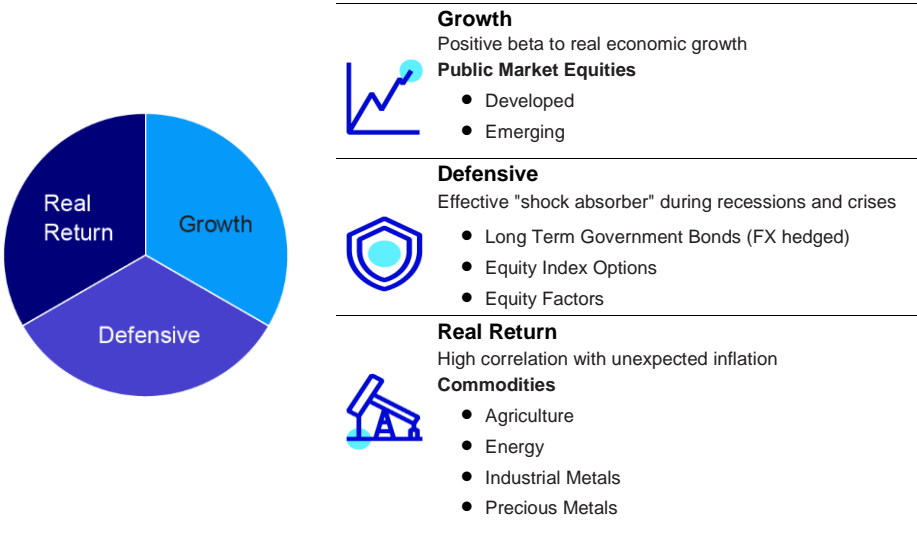 Real
Return
Growth
Defensive
Growth
Positive beta to real economic growth
Public Market Equities
● Developed
● Emerging
Defensive
Effective "shock absorber" during recessions and crises
● Long Term Government Bonds (FX hedged)
● Equity Index Options
● Equity Factors
Real Return
High correlation with unexpected inflation
Commodities
● Agriculture
● Energy
● Industrial Metals
● Precious Metals